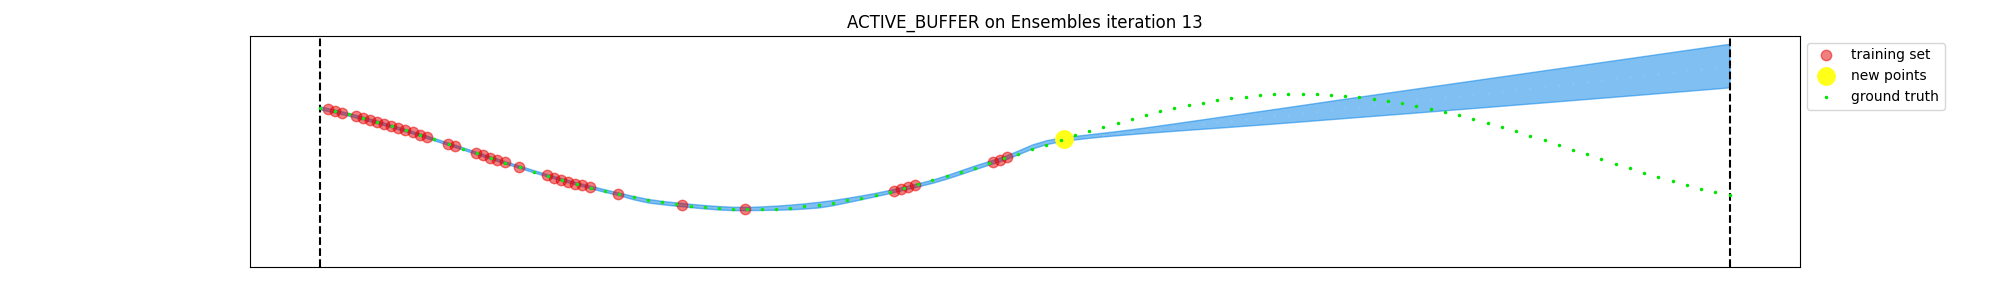 ACTIVE_BUFFER on Ensembles iteration 13
training set
new points
ground truth